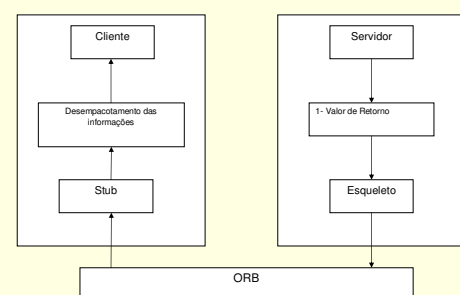 Cliente
Desempacotamento das
informações
Stub
Servidor
1- Valor de Retorno
Esqueleto
ORB